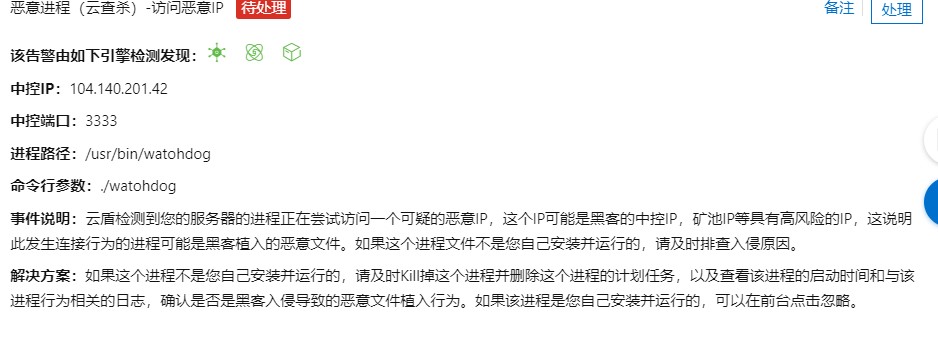 恶意进程（云查杀）-访问恶意IP 待处理 备注 处理
该告警由如下引擎检测发现：
中控IP：104.140.201.42
中控端口：3333
进程路径：/usr/bin/watohdog
命令行参数：./watohdog
事件说明：云盾检测到您的服务器的进程正在尝试访问一个可疑的恶意IP，这个IP可能是黑客的中控IP，矿池IP等具有高风险的IP，这说明
此发生连接行为的进程可能是黑客植入的恶意文件。如果这个进程文件不是您自己安装并运行的，请及时排查入侵原因。
解决方案：如果这个进程不是您自己安装并运行的，请及时Kill掉这个进程并删除这个进程的计划任务，以及查看该进程的启动时间和与该
进程行为相关的日志，确认是否是黑客入侵导致的恶意文件植入行为。如果该进程是您自己安装并运行的，可以在前台点击忽略。